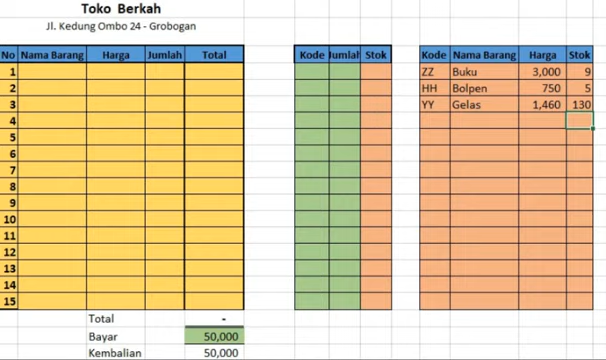 Toko Berkah
Jl. Kedung Ombo 24 - Grobogan
No Nama Barang Harga Jumlah Total Kode Jumlah Stok Kode Nama Barang Harga Stok
1 ZZ Buku 3,000 9
2 HH Bolpen 750 5
3 YY Gelas 1,460 130
4
5
6
7
8
9
10
11
12
13
14
15
Total -
Bayar 50,000
Kembalian 50,000